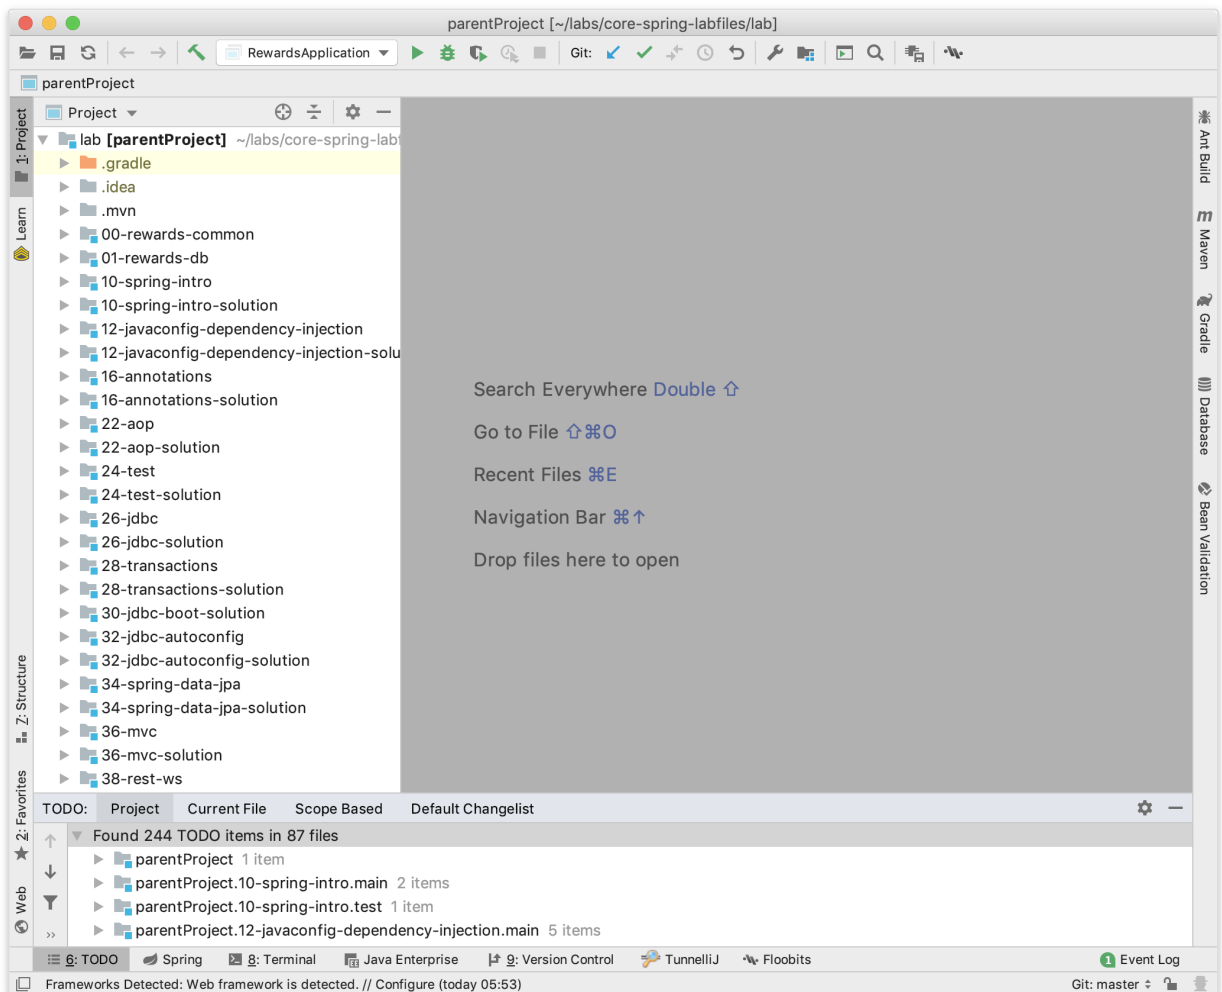 parentProject [~/labs/core-spring-labfiles/lab]
RewardsApplication
Git:
parentProject
Project
1: Project
Learn
Z: Structure
2: Favorites
Web
lab [parentProject] ~/labs/core-spring-labf
.gradle
.idea
.mvn
00-rewards-common
01-rewards-db
10-spring-intro
10-spring-intro-solution
12-javaconfig-dependency-injection
12-javaconfig-dependency-injection-solu
16-annotations
16-annotations-solution
22-aop
22-aop-solution
24-test
24-test-solution
26-jdbc
26-jdbc-solution
28-transactions
28-transactions-solution
30-jdbc-boot-solution
32-jdbc-autoconfig
32-jdbc-autoconfig-solution
34-spring-data-jpa
34-spring-data-jpa-solution
36-mvc
36-mvc-solution
38-rest-ws
Search Everywhere Double ⇧
Go to File ⇧⌘O
Recent Files ⌘E
Navigation Bar ⌘↑
Drop files here to open
Ant Build
m Maven
Gradle
Database
Bean Validation
TODO: Project Current File Scope Based Default Changelist
Found 244 TODO items in 87 files
parentProject 1 item
parentProject.10-spring-intro.main 2 items
parentProject.10-spring-intro.test 1 item
parentProject.12-javaconfig-dependency-injection.main 5 items
6: TODO Spring 8: Terminal Java Enterprise 9: Version Control TunnelliJ Floobits 1 Event Log
Frameworks Detected: Web framework is detected. // Configure (today 05:53) Git: master